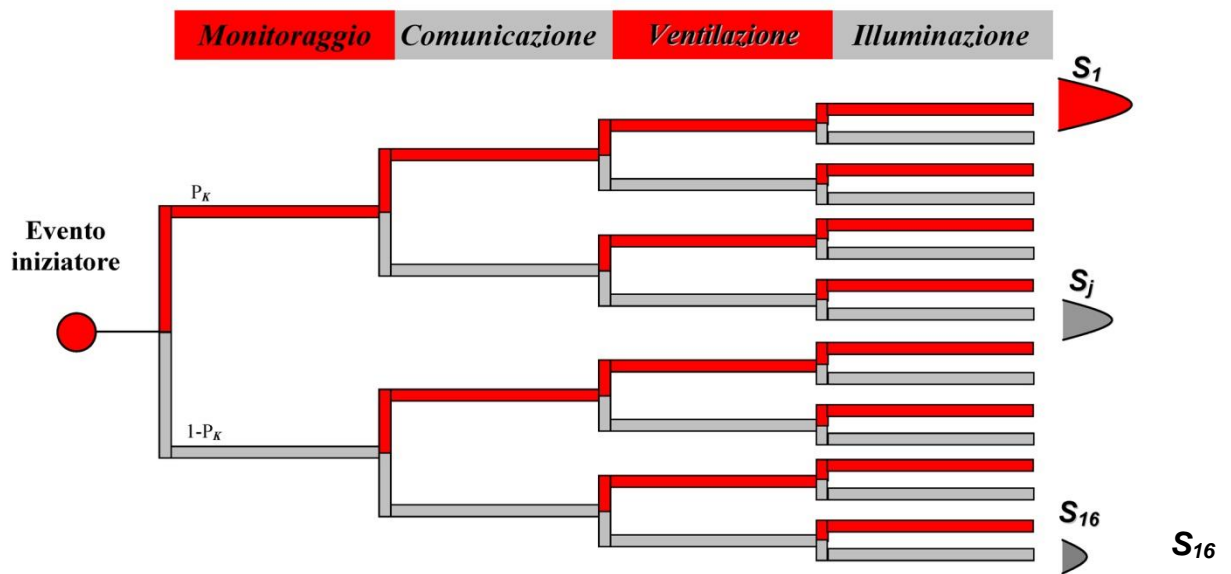 Monitoraggio Comunicazione Ventilazione Illuminazione
S1
PK
Evento
iniziatore
Sj
1-PK
S16
S16